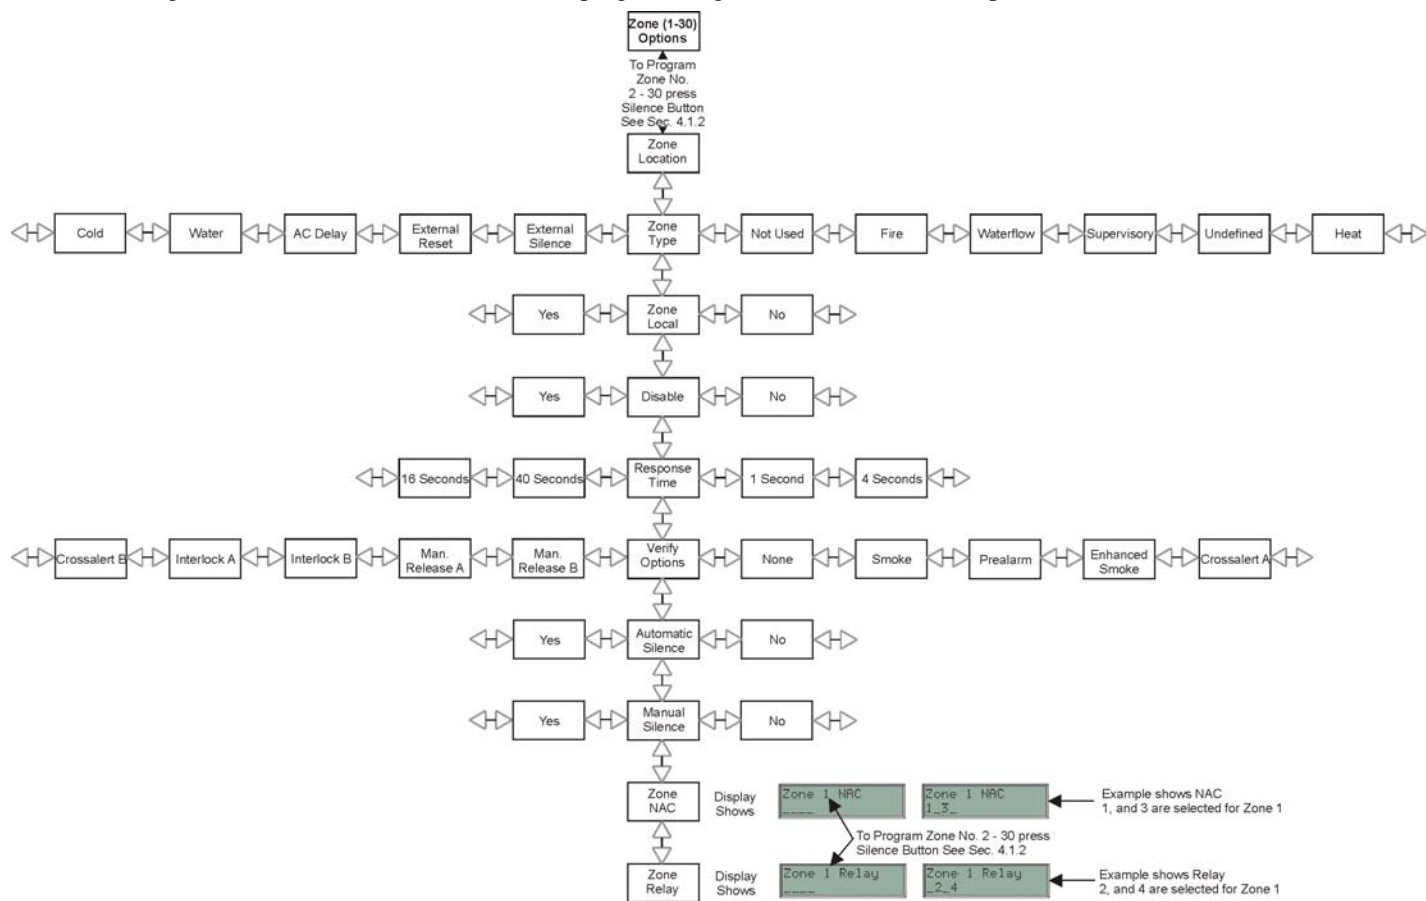 Zone (1-30)
Options
To Program
Zone No.
2 - 30 press
Silence Button
See Sec. 4.1.2
Zone
Location
Cold
Water
AC Delay
External
Reset
External
Silence
Zone
Type
Not Used
Fire
Waterflow
Supervisory
Undefined
Heat
Yes
Zone
Local
No
Yes
Disable
No
16 Seconds
40 Seconds
Response
Time
1 Second
4 Seconds
Crossalert B
Interlock A
Interlock B
Man.
Release A
Man.
Release B
Verify
Options
None
Smoke
Prealarm
Enhanced
Smoke
Crossalert A
Yes
Automatic
Silence
No
Yes
Manual
Silence
No
Zone
NAC
Display
Shows
Zone 1 NAC
____
Zone 1 NAC
1_3_
Example shows NAC
1, and 3 are selected for Zone 1
To Program Zone No. 2 - 30 press
Silence Button See Sec. 4.1.2
Zone
Relay
Display
Shows
Zone 1 Relay
____
Zone 1 Relay
_2_4
Example shows Relay
2, and 4 are selected for Zone 1